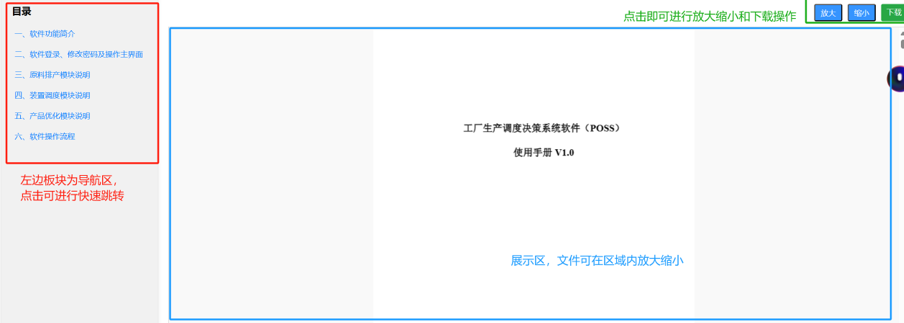 目录
一、软件功能简介
二、软件登录、修改密码及操作主界面
三、原料排产模块说明
四、装置调度模块说明
五、产品优化模块说明
六、软件操作流程
左边板块为导航区，
点击可进行快速跳转
点击即可进行放大缩小和下载操作
放大 缩小 下载
工厂生产调度决策系统软件（POSS）
使用手册 V1.0
展示区，文件可在区域内放大缩小